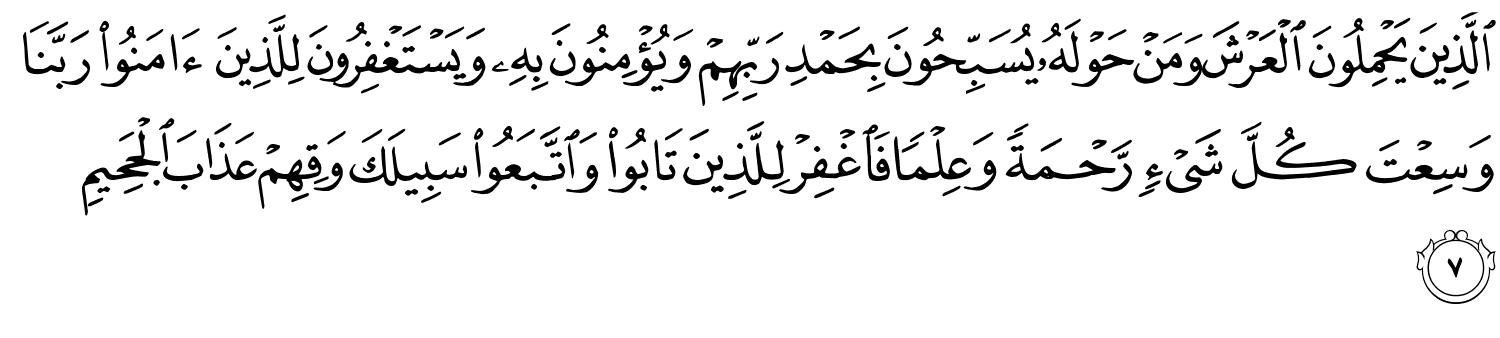 ٱلَّذِينَ يَحۡمِلُونَ ٱلۡعَرۡشَ وَمَنۡ حَوۡلَهُۥ يُسَبِّحُونَ بِحَمۡدِ رَبِّهِمۡ وَيُؤۡمِنُونَ بِهِۦ وَيَسۡتَغۡفِرُونَ لِلَّذِينَ ءَامَنُواْ رَبَّنَا
وَسِعۡتَ كُلَّ شَيۡءٖ رَّحۡمَةٗ وَعِلۡمٗا فَٱغۡفِرۡ لِلَّذِينَ تَابُواْ وَٱتَّبَعُواْ سَبِيلَكَ وَقِهِمۡ عَذَابَ ٱلۡجَحِيمِ
٧